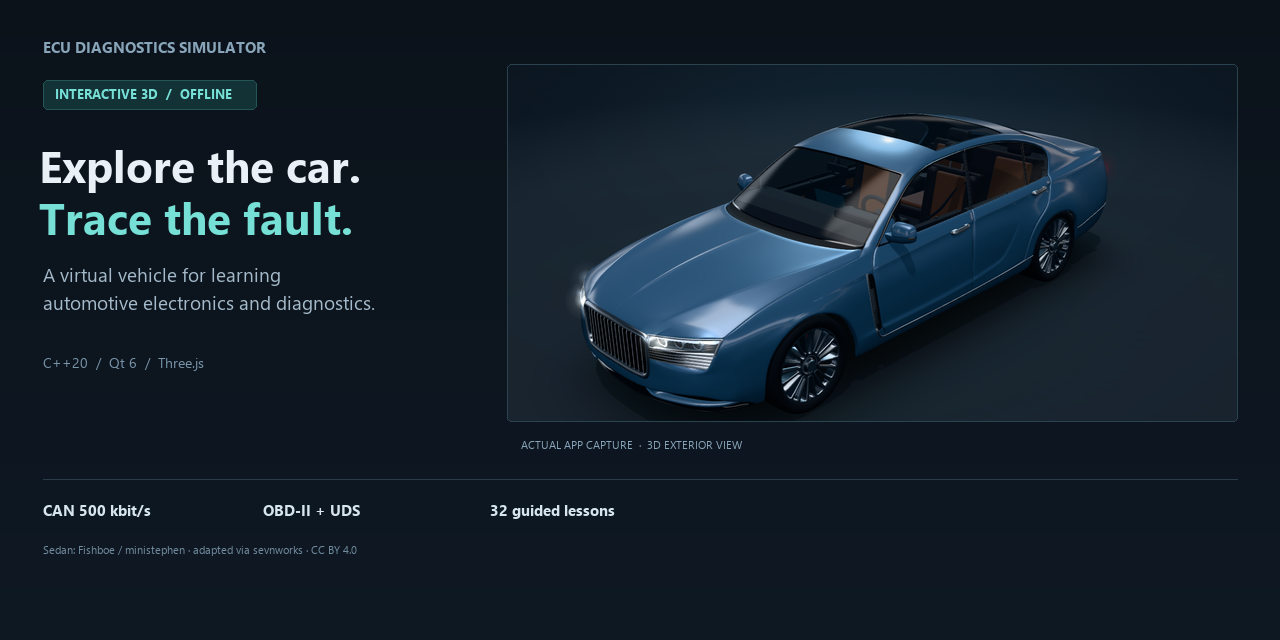 ECU DIAGNOSTICS SIMULATOR
INTERACTIVE 3D / OFFLINE
Explore the car.
Trace the fault.
A virtual vehicle for learning
automotive electronics and diagnostics.
C++20 / Qt 6 / Three.js
ACTUAL APP CAPTURE · 3D EXTERIOR VIEW
CAN 500 kbit/s
OBD-II + UDS
32 guided lessons
Sedan: Fishboe / ministephen · adapted via sevnworks · CC BY 4.0